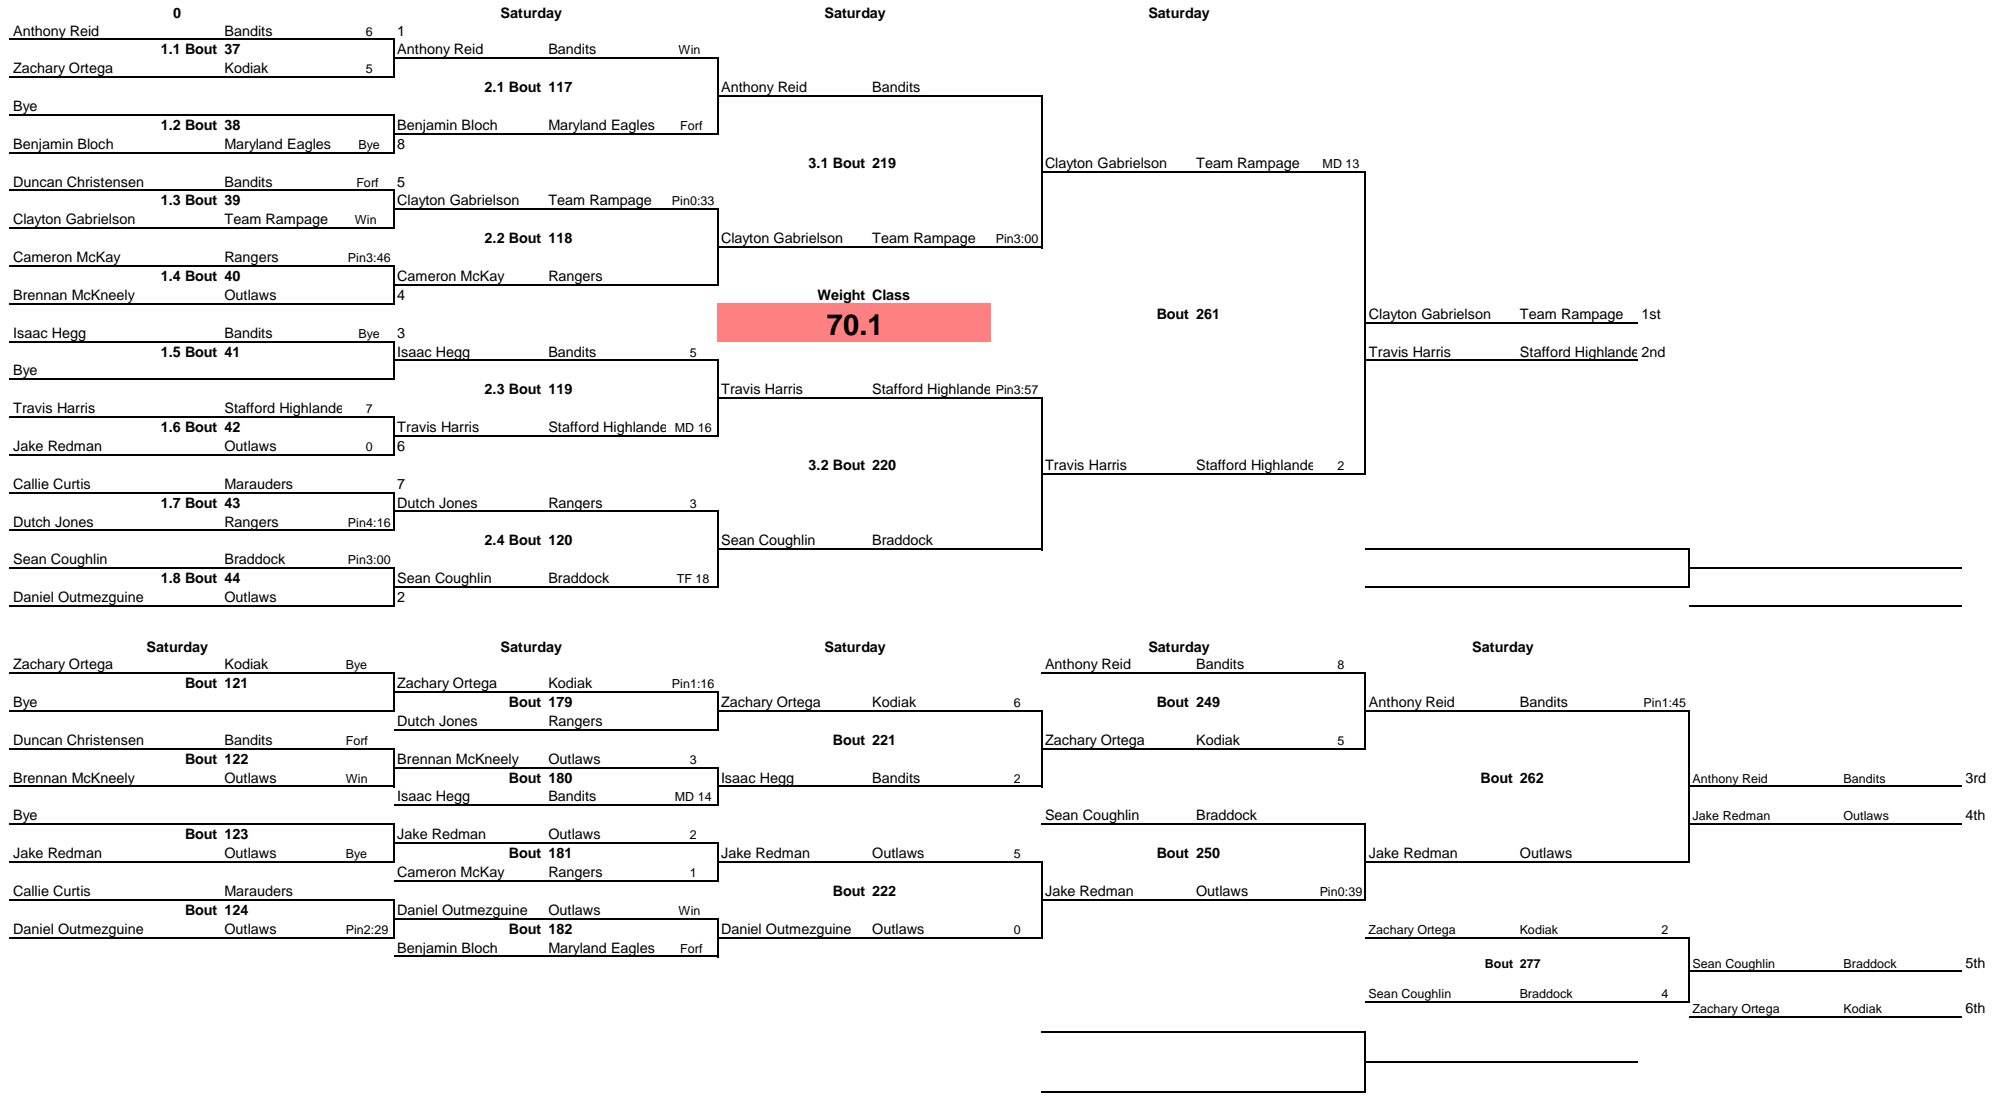 0 Saturday Saturday Saturday
Anthony Reid Bandits 6 1
1.1 Bout 37 Anthony Reid Bandits Win
Zachary Ortega Kodiak 5
2.1 Bout 117 Anthony Reid Bandits
Bye
1.2 Bout 38 Benjamin Bloch Maryland Eagles Forf
Benjamin Bloch Maryland Eagles Bye 8
3.1 Bout 219 Clayton Gabrielson Team Rampage MD 13
Duncan Christensen Bandits Forf 5
1.3 Bout 39 Clayton Gabrielson Team Rampage Pin0:33
Clayton Gabrielson Team Rampage Win
2.2 Bout 118 Clayton Gabrielson Team Rampage Pin3:00
Cameron McKay Rangers Pin3:46
1.4 Bout 40 Cameron McKay Rangers
Brennan McKneely Outlaws 4 Weight Class
70.1 Bout 261 Clayton Gabrielson Team Rampage 1st
Isaac Hegg Bandits Bye 3
1.5 Bout 41 Isaac Hegg Bandits 5 Travis Harris Stafford Highlande 2nd
Bye
2.3 Bout 119 Travis Harris Stafford Highlande Pin3:57
Travis Harris Stafford Highlande 7
1.6 Bout 42 Travis Harris Stafford Highlande MD 16
Jake Redman Outlaws 0 6
3.2 Bout 220 Travis Harris Stafford Highlande 2
Callie Curtis Marauders 7
1.7 Bout 43 Dutch Jones Rangers 3
Dutch Jones Rangers Pin4:16
2.4 Bout 120 Sean Coughlin Braddock
Sean Coughlin Braddock Pin3:00
1.8 Bout 44 Sean Coughlin Braddock TF 18
Daniel Outmezguine Outlaws 2
Saturday Saturday Saturday Saturday Saturday
Zachary Ortega Kodiak Bye Anthony Reid Bandits 8
Bout 121 Zachary Ortega Kodiak Pin1:16
Bye Bout 179 Zachary Ortega Kodiak 6 Bout 249 Anthony Reid Bandits Pin1:45
Dutch Jones Rangers
Duncan Christensen Bandits Forf Bout 221 Zachary Ortega Kodiak 5
Bout 122 Brennan McKneely Outlaws 3
Brennan McKneely Outlaws Win Bout 180 Isaac Hegg Bandits 2 Bout 262 Anthony Reid Bandits 3rd
Isaac Hegg Bandits MD 14
Bye Sean Coughlin Braddock Jake Redman Outlaws 4th
Bout 123 Jake Redman Outlaws 2
Jake Redman Outlaws Bye Bout 181 Jake Redman Outlaws 5 Bout 250 Jake Redman Outlaws
Cameron McKay Rangers 1
Callie Curtis Marauders Bout 222 Jake Redman Outlaws Pin0:39
Bout 124 Daniel Outmezguine Outlaws Win
Daniel Outmezguine Outlaws Pin2:29 Bout 182 Daniel Outmezguine Outlaws 0 Zachary Ortega Kodiak 2
Benjamin Bloch Maryland Eagles Forf
Bout 277 Sean Coughlin Braddock 5th
Sean Coughlin Braddock 4
Zachary Ortega Kodiak 6th